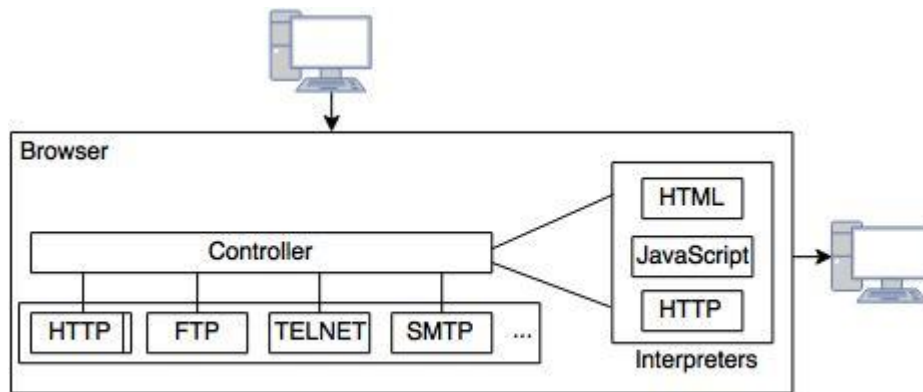 Browser
HTML
Controller
JavaScript
HTTP
HTTP FTP TELNET SMTP ...
Interpreters